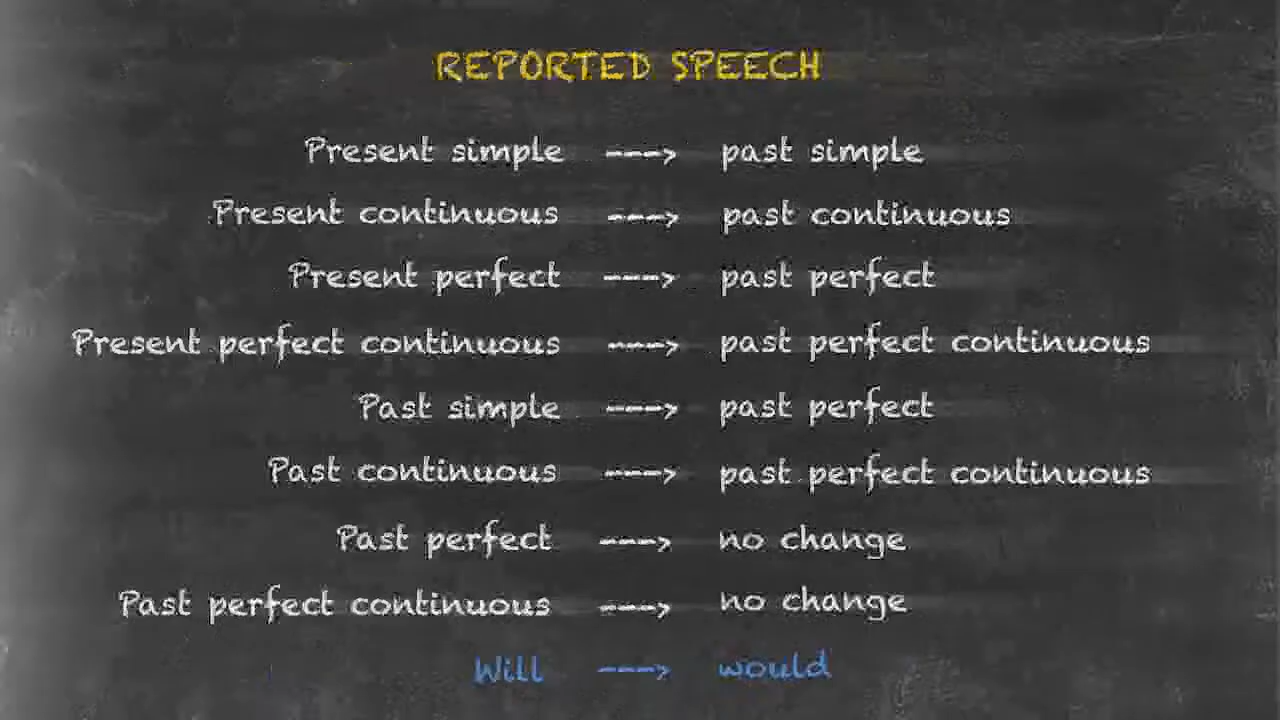 REPORTED SPEECH
Present simple ---> past simple
Present continuous ---> past continuous
Present perfect ---> past perfect
Present perfect continuous ---> past perfect continuous
Past simple ---> past perfect
Past continuous ---> past perfect continuous
Past perfect ---> no change
Past perfect continuous ---> no change
Will ---> would